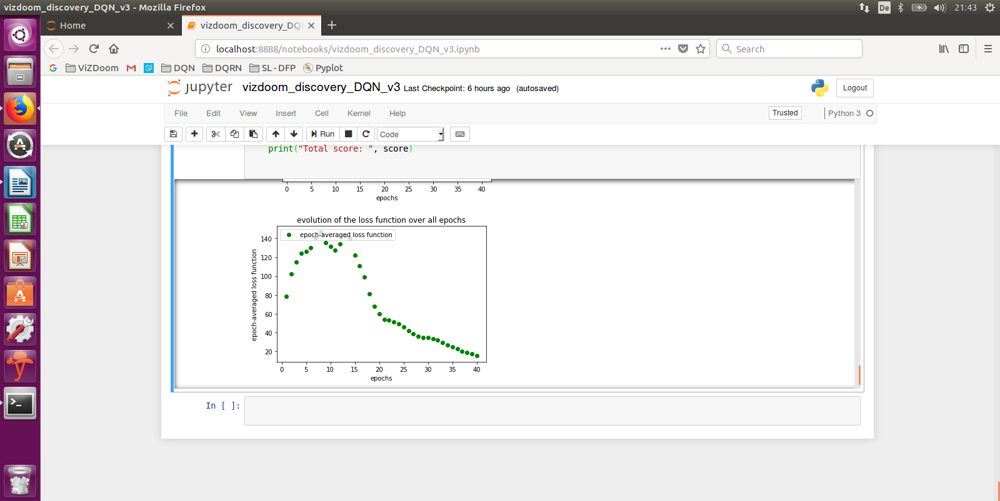 vizdoom_discovery_DQN_v3 - Mozilla Firefox
De
21:43
Home
vizdoom_discovery_DQ
localhost:8888/notebooks/vizdoom_discovery_DQN_v3.ipynb
Search
ViZDoom
DQN
DQRN
SL - DFP
Pyplot
jupyter
vizdoom_discovery_DQN_v3 Last Checkpoint: 6 hours ago (autosaved)
Logout
File Edit View Insert Cell Kernel Help
Trusted
Python 3
Run
Code
print("Total score: ", score)
0 5 10 15 20 25 30 35 40
epochs
evolution of the loss function over all epochs
epoch-averaged loss function
140
120
100
80
60
40
20
epoch-averaged loss function
0 5 10 15 20 25 30 35 40
epochs
In [ ]: